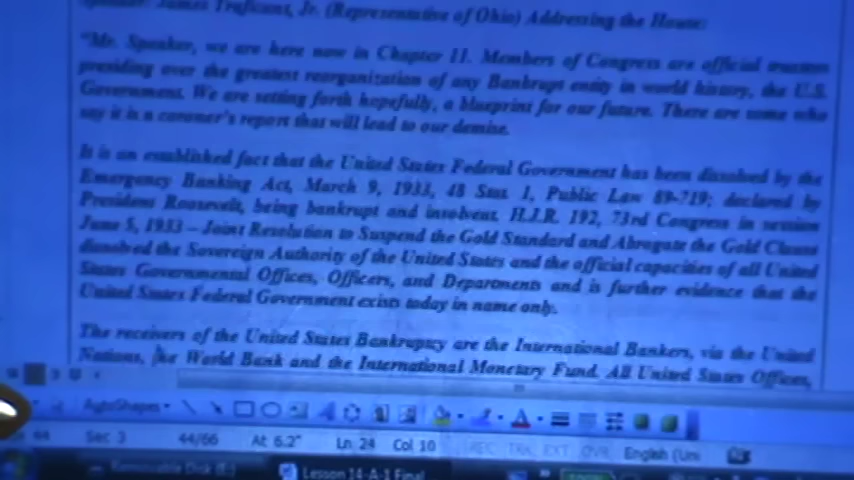 Speaker: James Traficant, Jr. (Representative of Ohio) Addressing the House:
"Mr. Speaker, we are here now in Chapter 11. Members of Congress are official trustees
presiding over the greatest reorganization of any Bankrupt entity in world history, the U.S.
Government. We are setting forth hopefully, a blueprint for our future. There are some who
say it is a coroner's report that will lead to our demise.
It is an established fact that the United States Federal Government has been dissolved by the
Emergency Banking Act, March 9, 1933, 48 Stat. 1, Public Law 89-719; declared by
President Roosevelt, being bankrupt and insolvent. H.J.R. 192, 73rd Congress in session
June 5, 1933 – Joint Resolution to Suspend the Gold Standard and Abrogate the Gold Clause
dissolved the Sovereign Authority of the United States and the official capacities of all United
States Governmental Offices, Officers, and Departments and is further evidence that the
United States Federal Government exists today in name only.
The receivers of the United States Bankruptcy are the International Bankers, via the United
Nations, the World Bank and the International Monetary Fund. All United States Offices,
AutoShapes
44 Sec 3 44/66 At 6.2" Ln 24 Col 10 REC TRK EXT OVR English (Uni
Removable Disk (E:) Lesson 14-A-1 Final